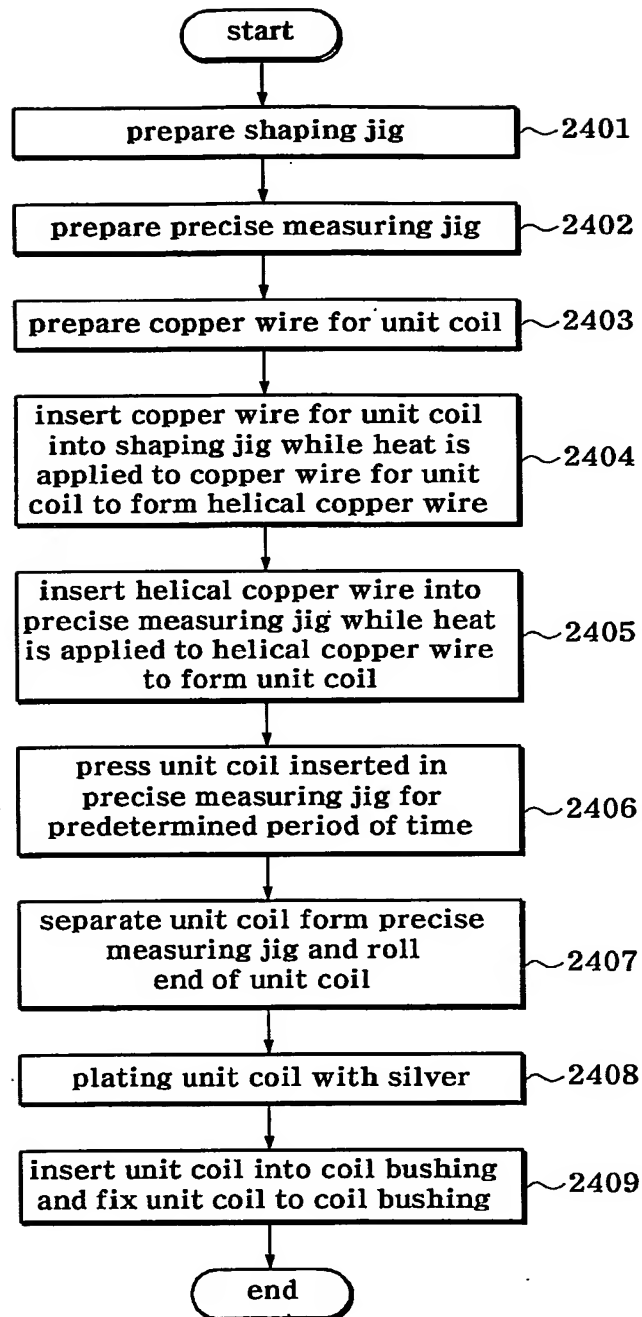 start
prepare shaping jig
2401
prepare precise measuring jig
2402
prepare copper wire for unit coil
2403
insert copper wire for unit coil
into shaping jig while heat is
applied to copper wire for unit
coil to form helical copper wire
2404
insert helical copper wire into
precise measuring jig while heat
is applied to helical copper wire
to form unit coil
2405
press unit coil inserted in
precise measuring jig for
predetermined period of time
2406
separate unit coil form precise
measuring jig and roll
end of unit coil
2407
plating unit coil with silver
2408
insert unit coil into coil bushing
and fix unit coil to coil bushing
2409
end